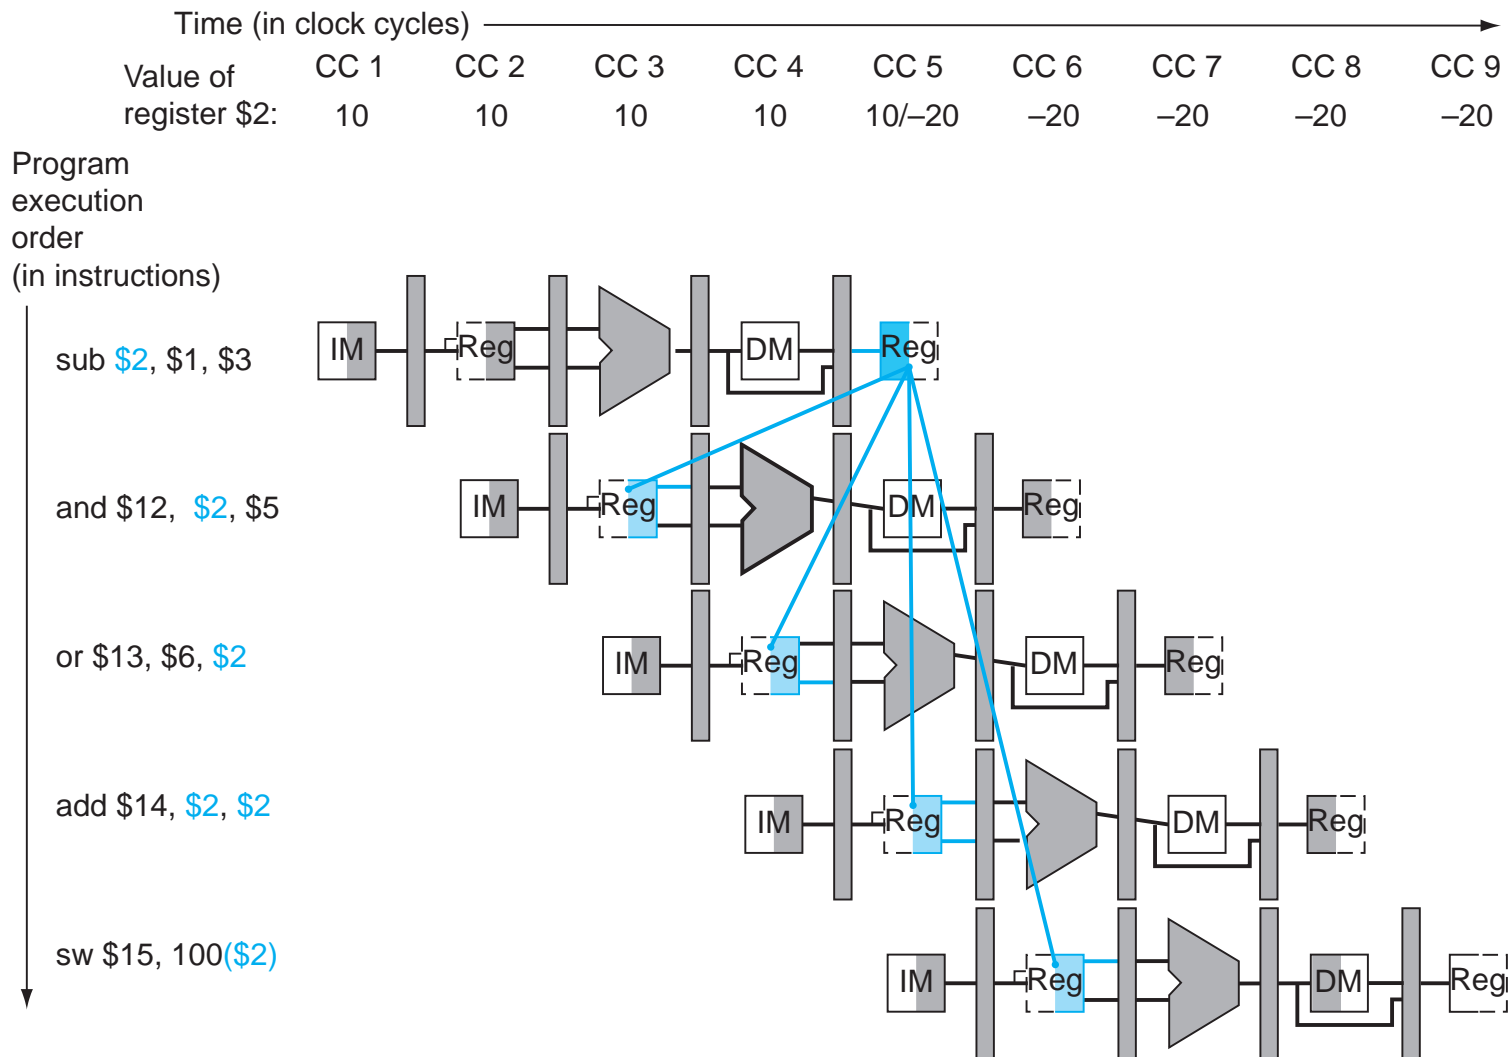 Time (in clock cycles)
Value of register $2:
CC 1 CC 2 CC 3 CC 4 CC 5 CC 6 CC 7 CC 8 CC 9
10 10 10 10 10/–20 –20 –20 –20 –20
Program
execution
order
(in instructions)
sub $2, $1, $3
IM Reg DM Reg
and $12, $2, $5
IM Reg DM Reg
or $13, $6, $2
IM Reg DM Reg
add $14, $2, $2
IM Reg DM Reg
sw $15, 100($2)
IM Reg DM Reg